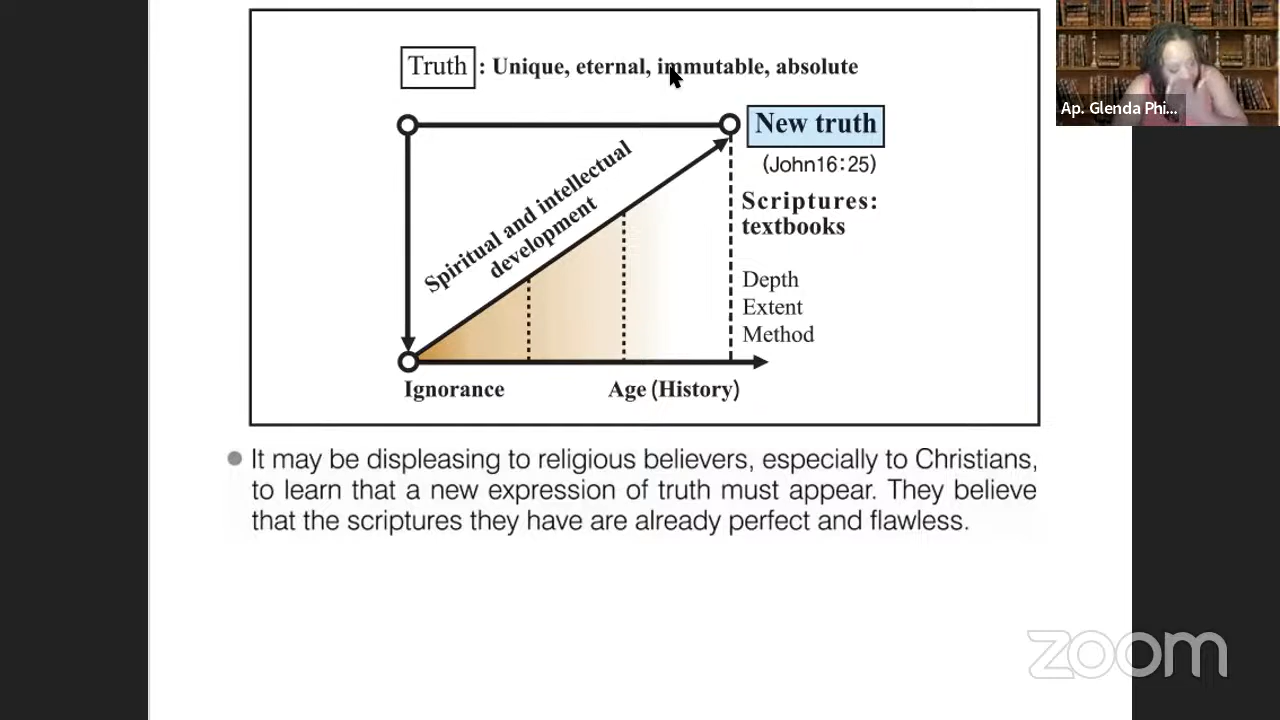 Truth : Unique, eternal, immutable, absolute
New truth
(John16:25)
Spiritual and intellectual
development
Scriptures:
textbooks
Depth
Extent
Method
Ignorance
Age (History)
It may be displeasing to religious believers, especially to Christians,
to learn that a new expression of truth must appear. They believe
that the scriptures they have are already perfect and flawless.
Ap. Glenda Phi...
zoom